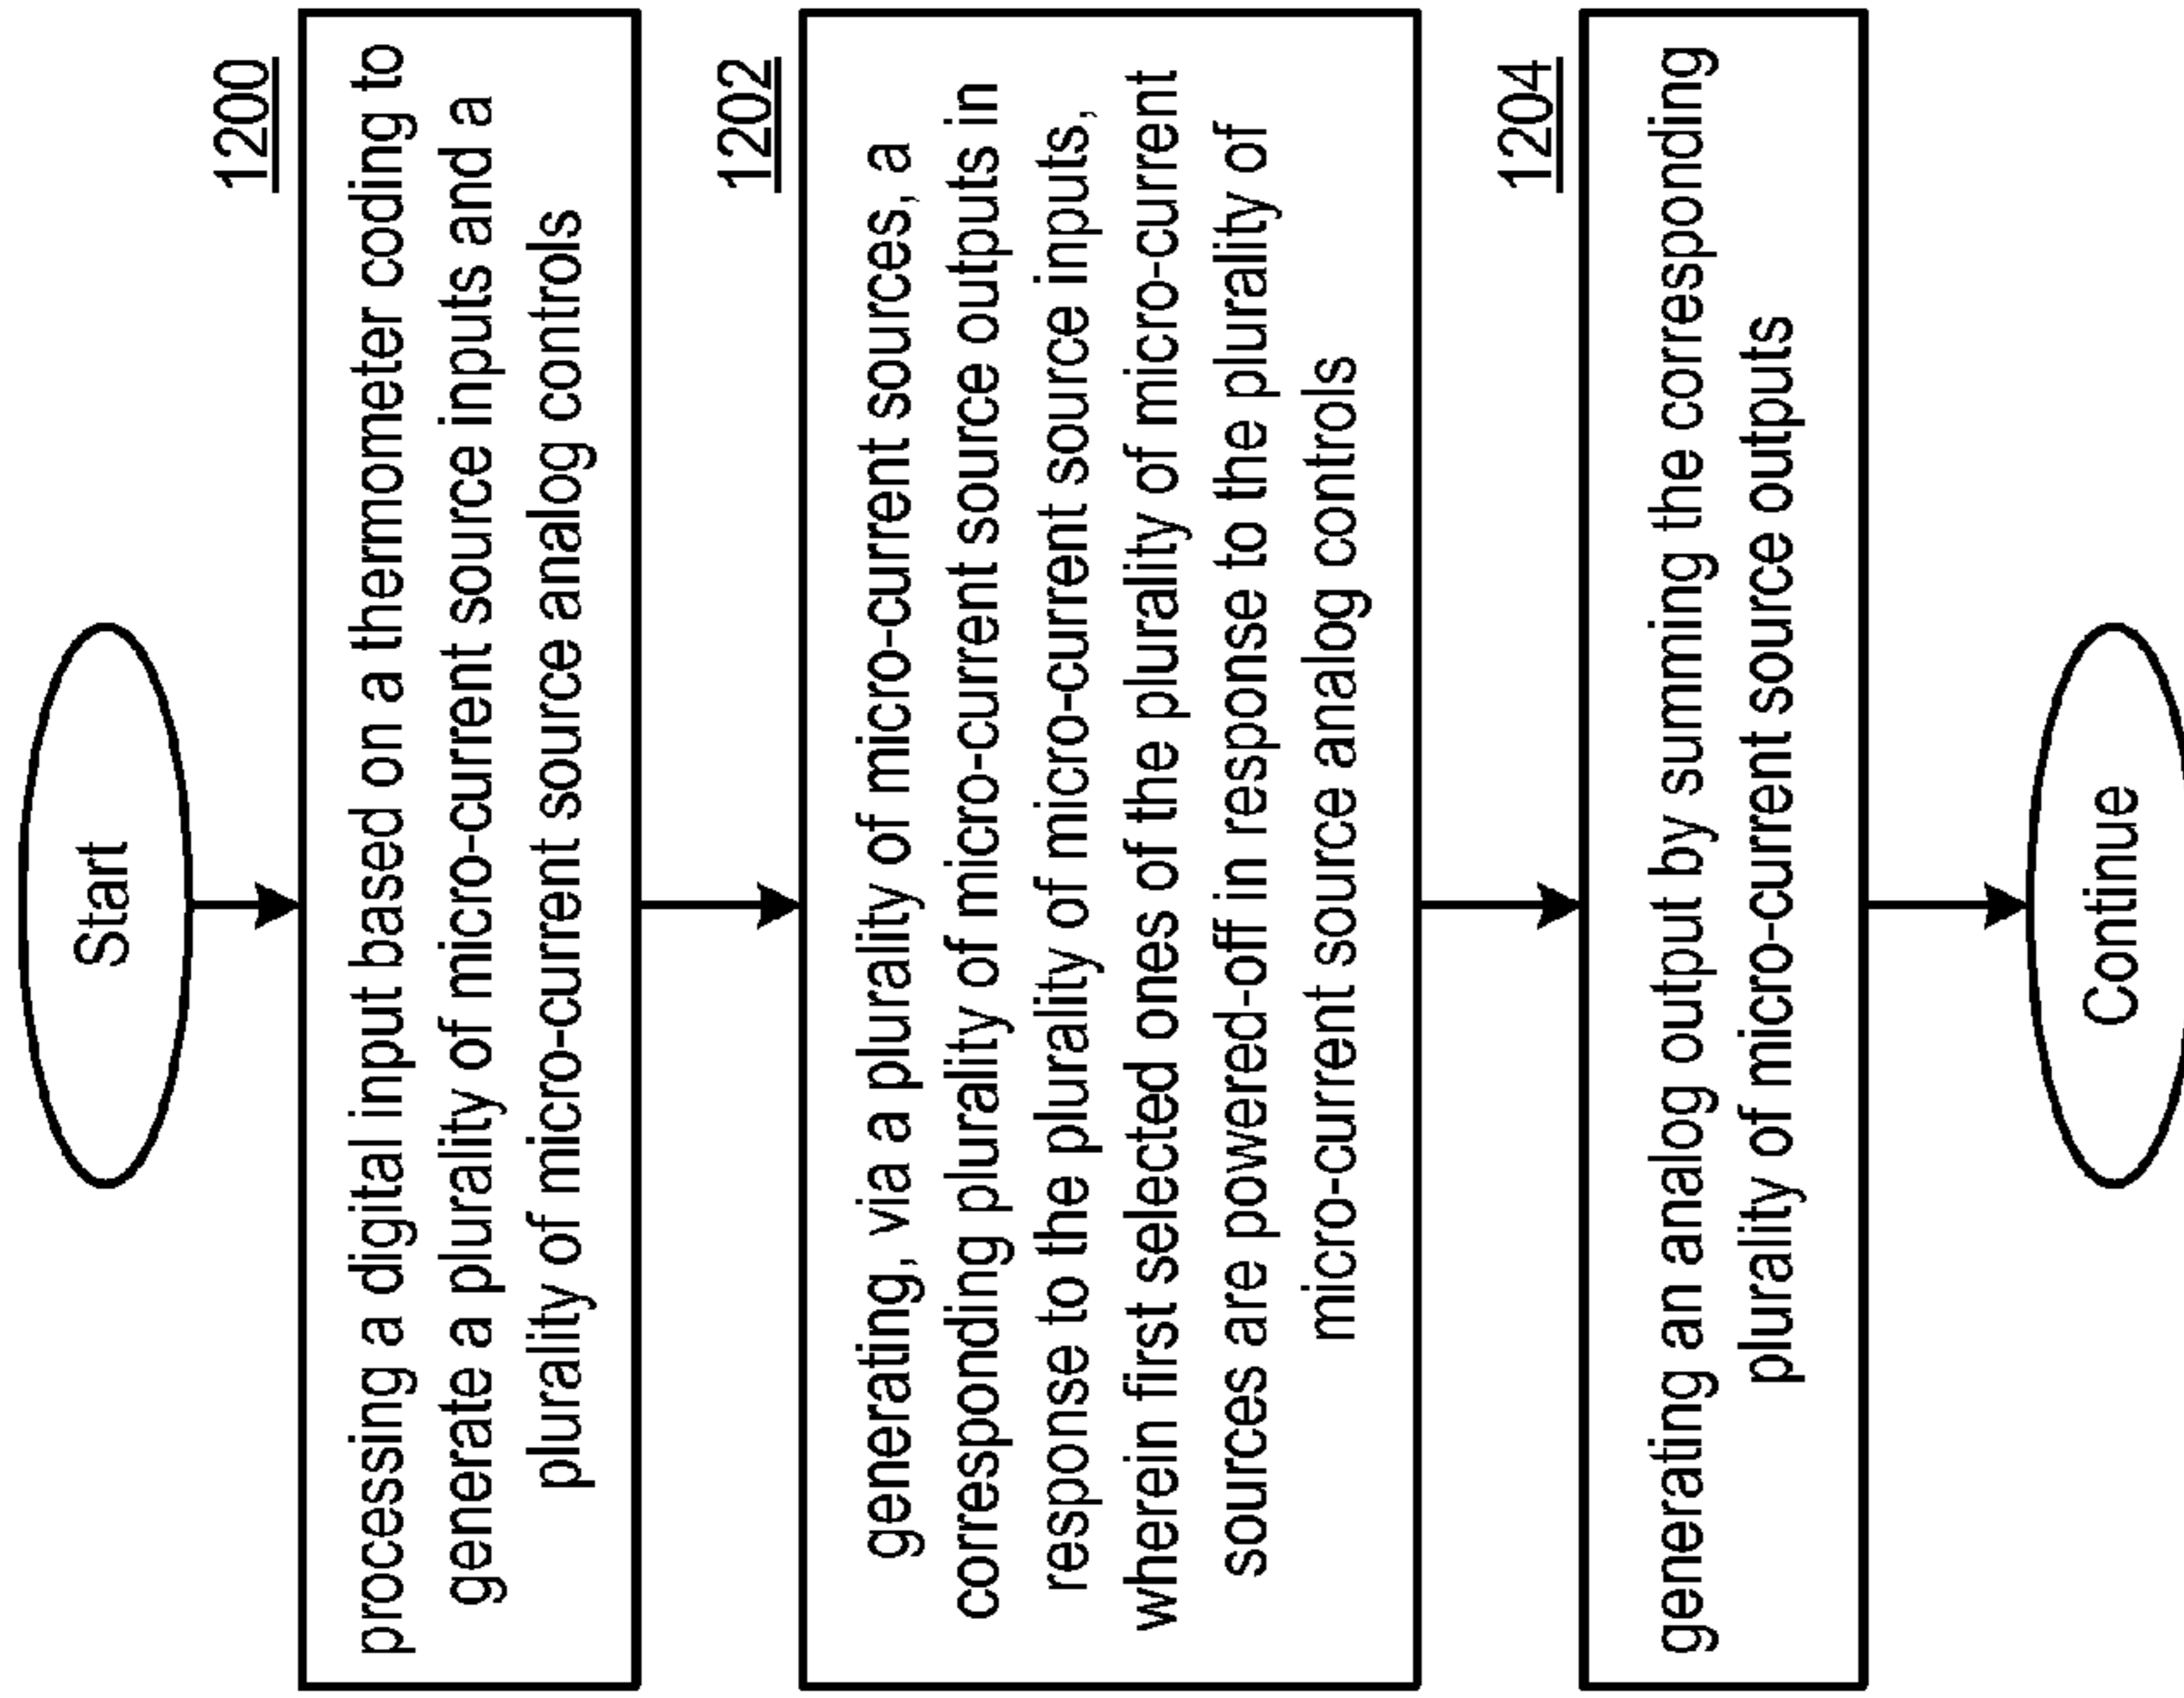 Start
1200
processing a digital input based on a thermometer coding to
generate a plurality of micro-current source inputs and a
plurality of micro-current source analog controls
1202
generating, via a plurality of micro-current sources, a
corresponding plurality of micro-current source outputs in
response to the plurality of micro-current source inputs,
wherein first selected ones of the plurality of micro-current
sources are powered-off in response to the plurality of
micro-current source analog controls
1204
generating an analog output by summing the corresponding
plurality of micro-current source outputs
Continue